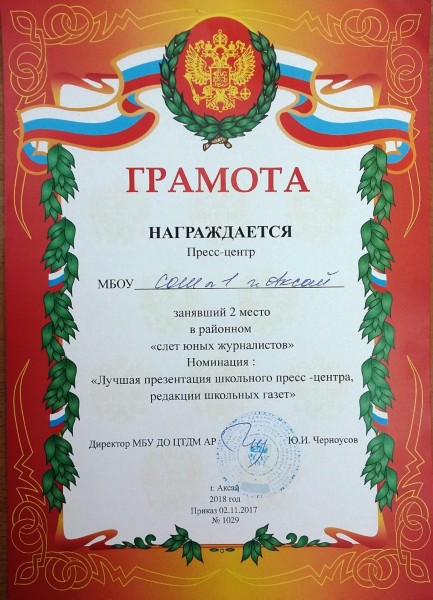 ГРАМОТА
НАГРАЖДАЕТСЯ
Пресс-центр
МБОУ СОШ №1 г. Аксай
занявший 2 место
в районном
«слет юных журналистов»
Номинация :
«Лучшая презентация школьного пресс -центра,
редакции школьных газет»
Директор МБУ ДО ЦТДМ АР Ю.И. Черноусов
г. Аксай
2018 год
Приказ 02.11.2017
№ 1029